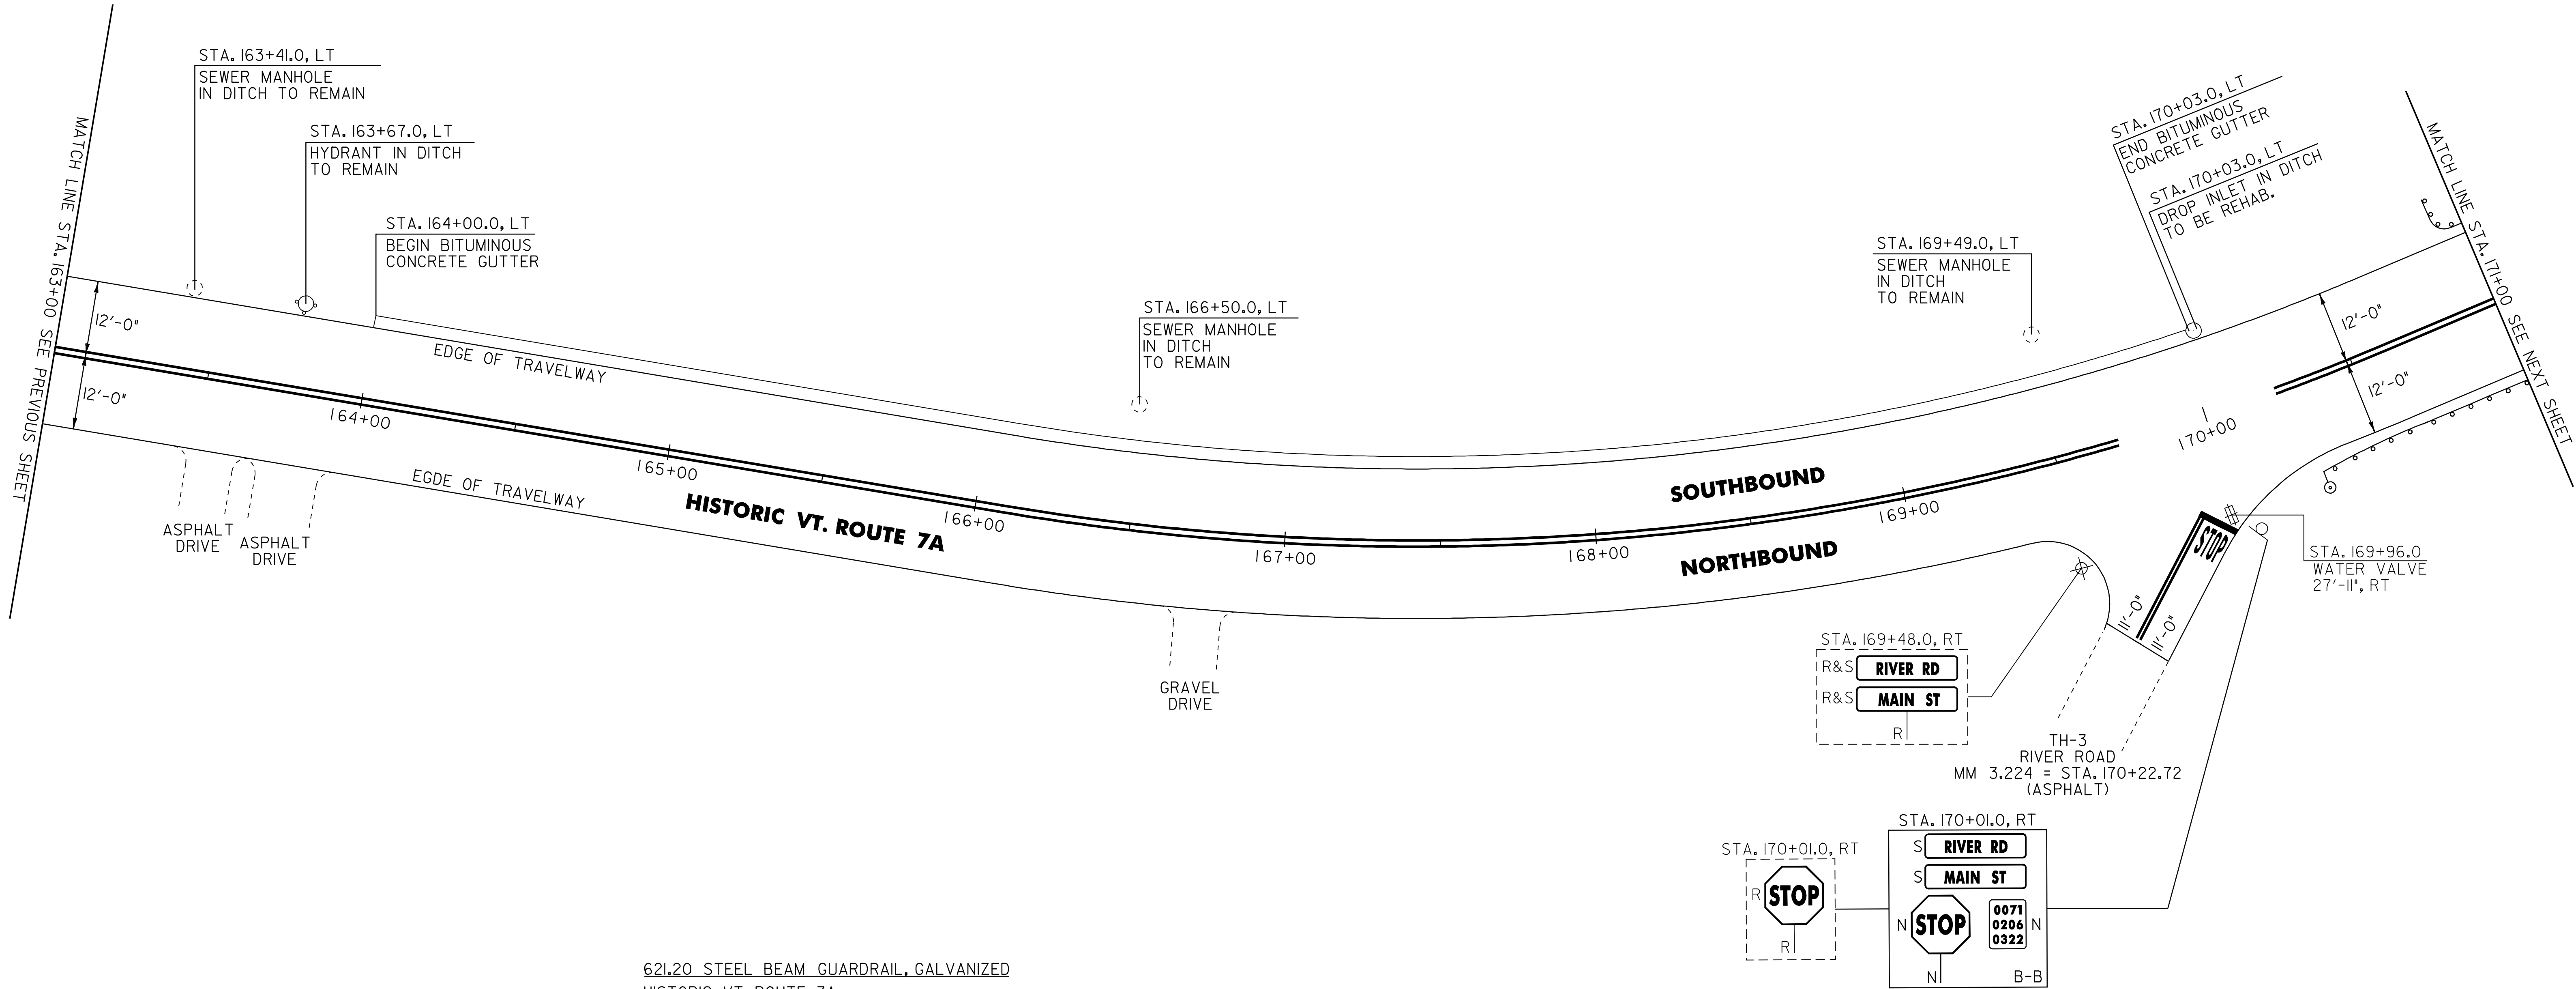 STA. 163+41.0, LT
SEWER MANHOLE
IN DITCH TO REMAIN
STA. 163+67.0, LT
HYDRANT IN DITCH
TO REMAIN
STA. 164+00.0, LT
BEGIN BITUMINOUS
CONCRETE GUTTER
MATCH LINE STA. 163+00 SEE PREVIOUS SHEET
12'-0"
12'-0"
EDGE OF TRAVELWAY
EGDE OF TRAVELWAY
164+00
165+00
166+00
167+00
168+00
169+00
170+00
HISTORIC VT. ROUTE 7A
SOUTHBOUND
NORTHBOUND
ASPHALT
DRIVE
ASPHALT
DRIVE
GRAVEL
DRIVE
STA. 166+50.0, LT
SEWER MANHOLE
IN DITCH
TO REMAIN
STA. 169+49.0, LT
SEWER MANHOLE
IN DITCH
TO REMAIN
STA. 170+03.0, LT
END BITUMINOUS
CONCRETE GUTTER
STA. 170+03.0, LT
DROP INLET IN DITCH
TO BE REHAB.
MATCH LINE STA. 171+00 SEE NEXT SHEET
12'-0"
12'-0"
STOP
11'-0"
11'-0"
STA. 169+96.0
WATER VALVE
27'-11", RT
STA. 169+48.0, RT
R&S RIVER RD
R&S MAIN ST
R
TH-3
RIVER ROAD
MM 3.224 = STA. 170+22.72
(ASPHALT)
STA. 170+01.0, RT
R STOP
R
STA. 170+01.0, RT
S RIVER RD
S MAIN ST
N STOP
0071
0206 N
0322
N B-B
621.20 STEEL BEAM GUARDRAIL, GALVANIZED
HISTORIC VT. ROUTE 7A